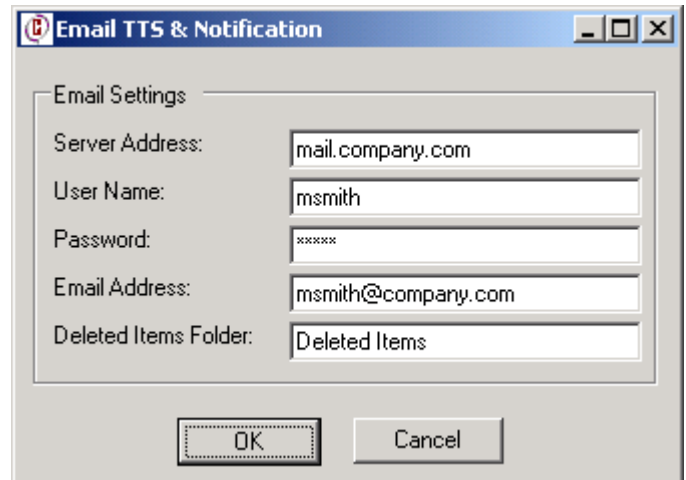 Email TTS & Notification
Email Settings
Server Address: mail.company.com
User Name: msmith
Password: *****
Email Address: msmith@company.com
Deleted Items Folder: Deleted Items
OK Cancel